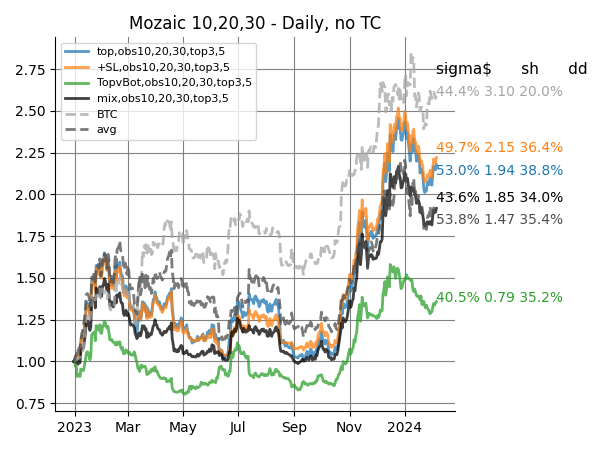 Mozaic 10,20,30 - Daily, no TC
top,obs10,20,30,top3,5
+SL,obs10,20,30,top3,5
TopvBot,obs10,20,30,top3,5
mix,obs10,20,30,top3,5
BTC
avg
sigma$ sh dd
44.4% 3.10 20.0%
49.7% 2.15 36.4%
53.0% 1.94 38.8%
43.6% 1.85 34.0%
53.8% 1.47 35.4%
40.5% 0.79 35.2%
2.75
2.50
2.25
2.00
1.75
1.50
1.25
1.00
0.75
2023 Mar May Jul Sep Nov 2024